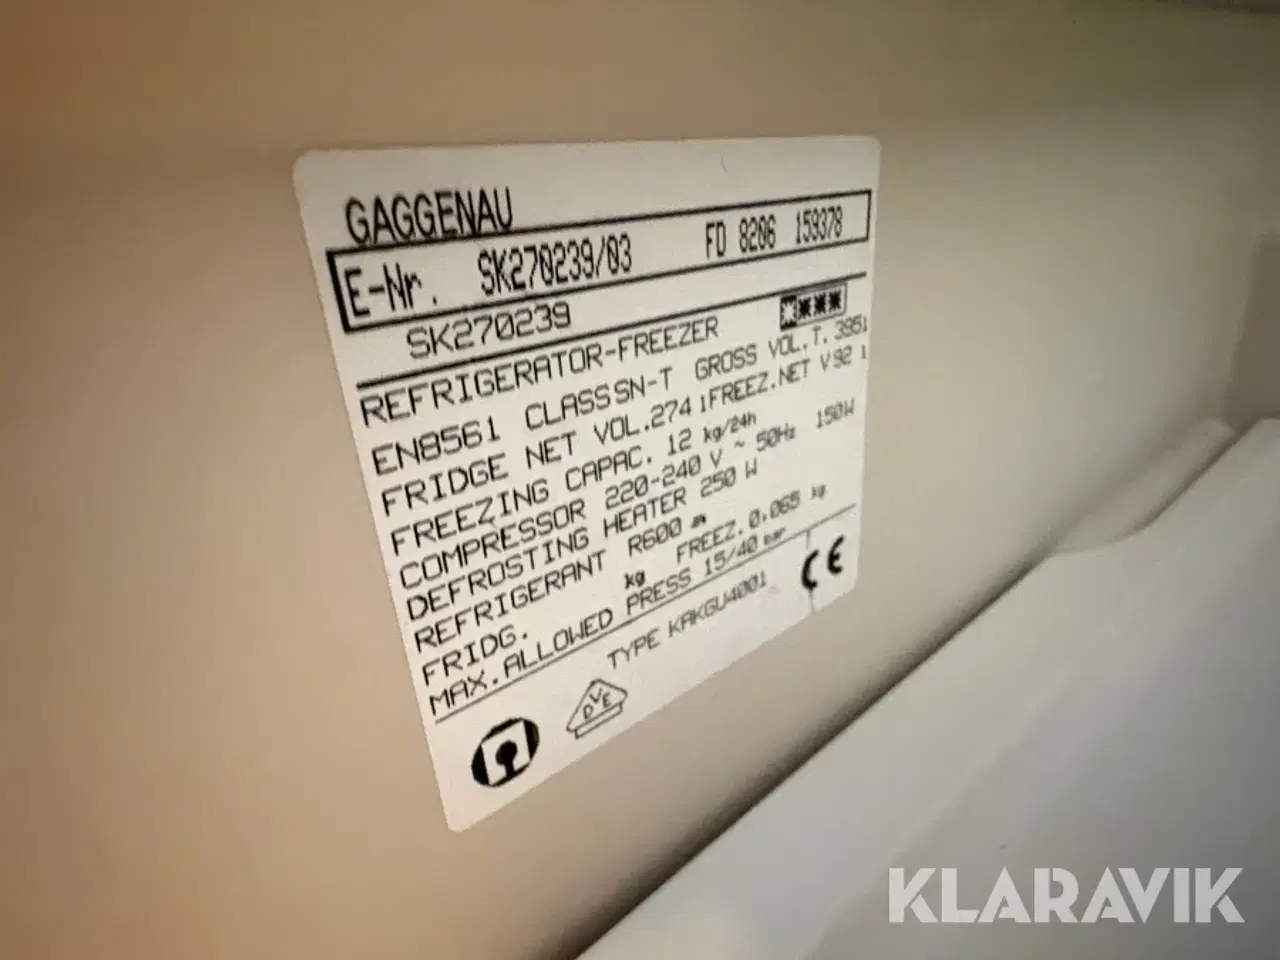 GAGGENAU
E-Nr. SK270239/03 FD 8206 159378
SK270239
REFRIGERATOR-FREEZER
EN8561 CLASS SN-T GROSS VOL.T. 395l
FRIDGE NET VOL.274 l FREEZ.NET V 92 l
FREEZING CAPAC. 12 kg/24h
COMPRESSOR 220-240 V ~ 50Hz 150W
DEFROSTING HEATER 250 W
REFRIGERANT R600
FRIDG. kg FREEZ. 0,065 kg
MAX.ALLOWED PRESS 15/40 bar
TYPE KAKGU4001
CE
DVE
KLARAVIK